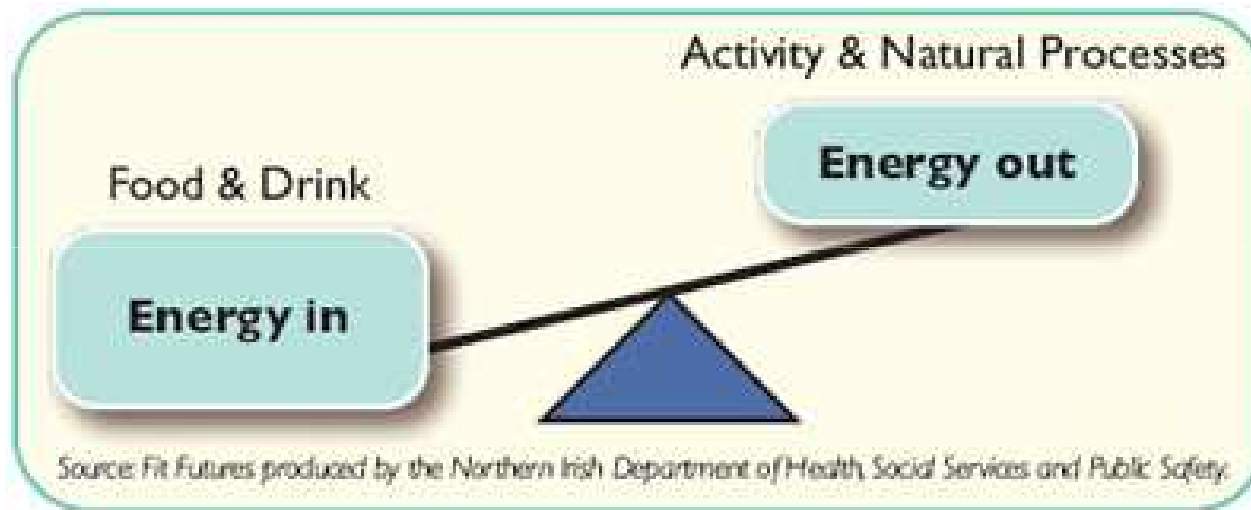 Activity & Natural Processes
Energy out
Food & Drink
Energy in
Source: Fit Futures produced by the Northern Irish Department of Health, Social Services and Public Safety.